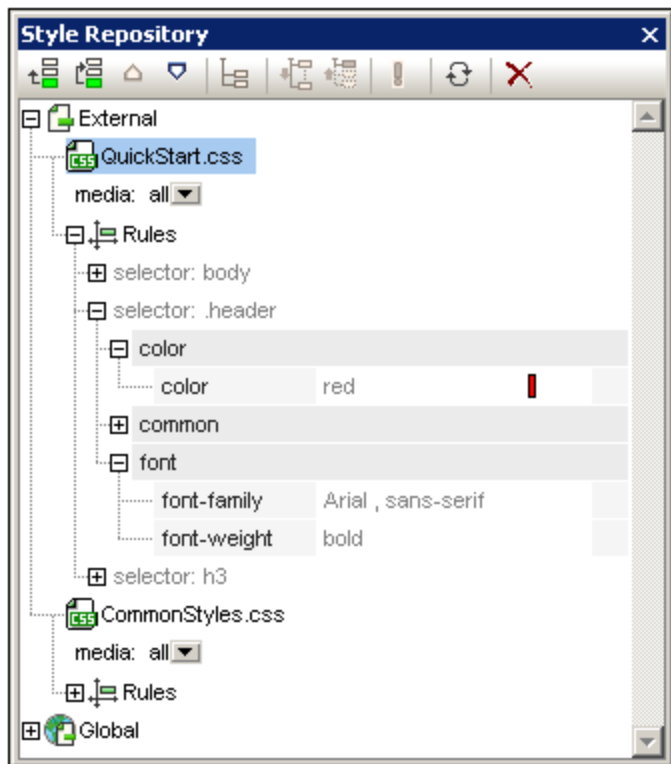 Style Repository
External
QuickStart.css
media: all
Rules
selector: body
selector: .header
color
color red
common
font
font-family Arial , sans-serif
font-weight bold
selector: h3
CommonStyles.css
media: all
Rules
Global